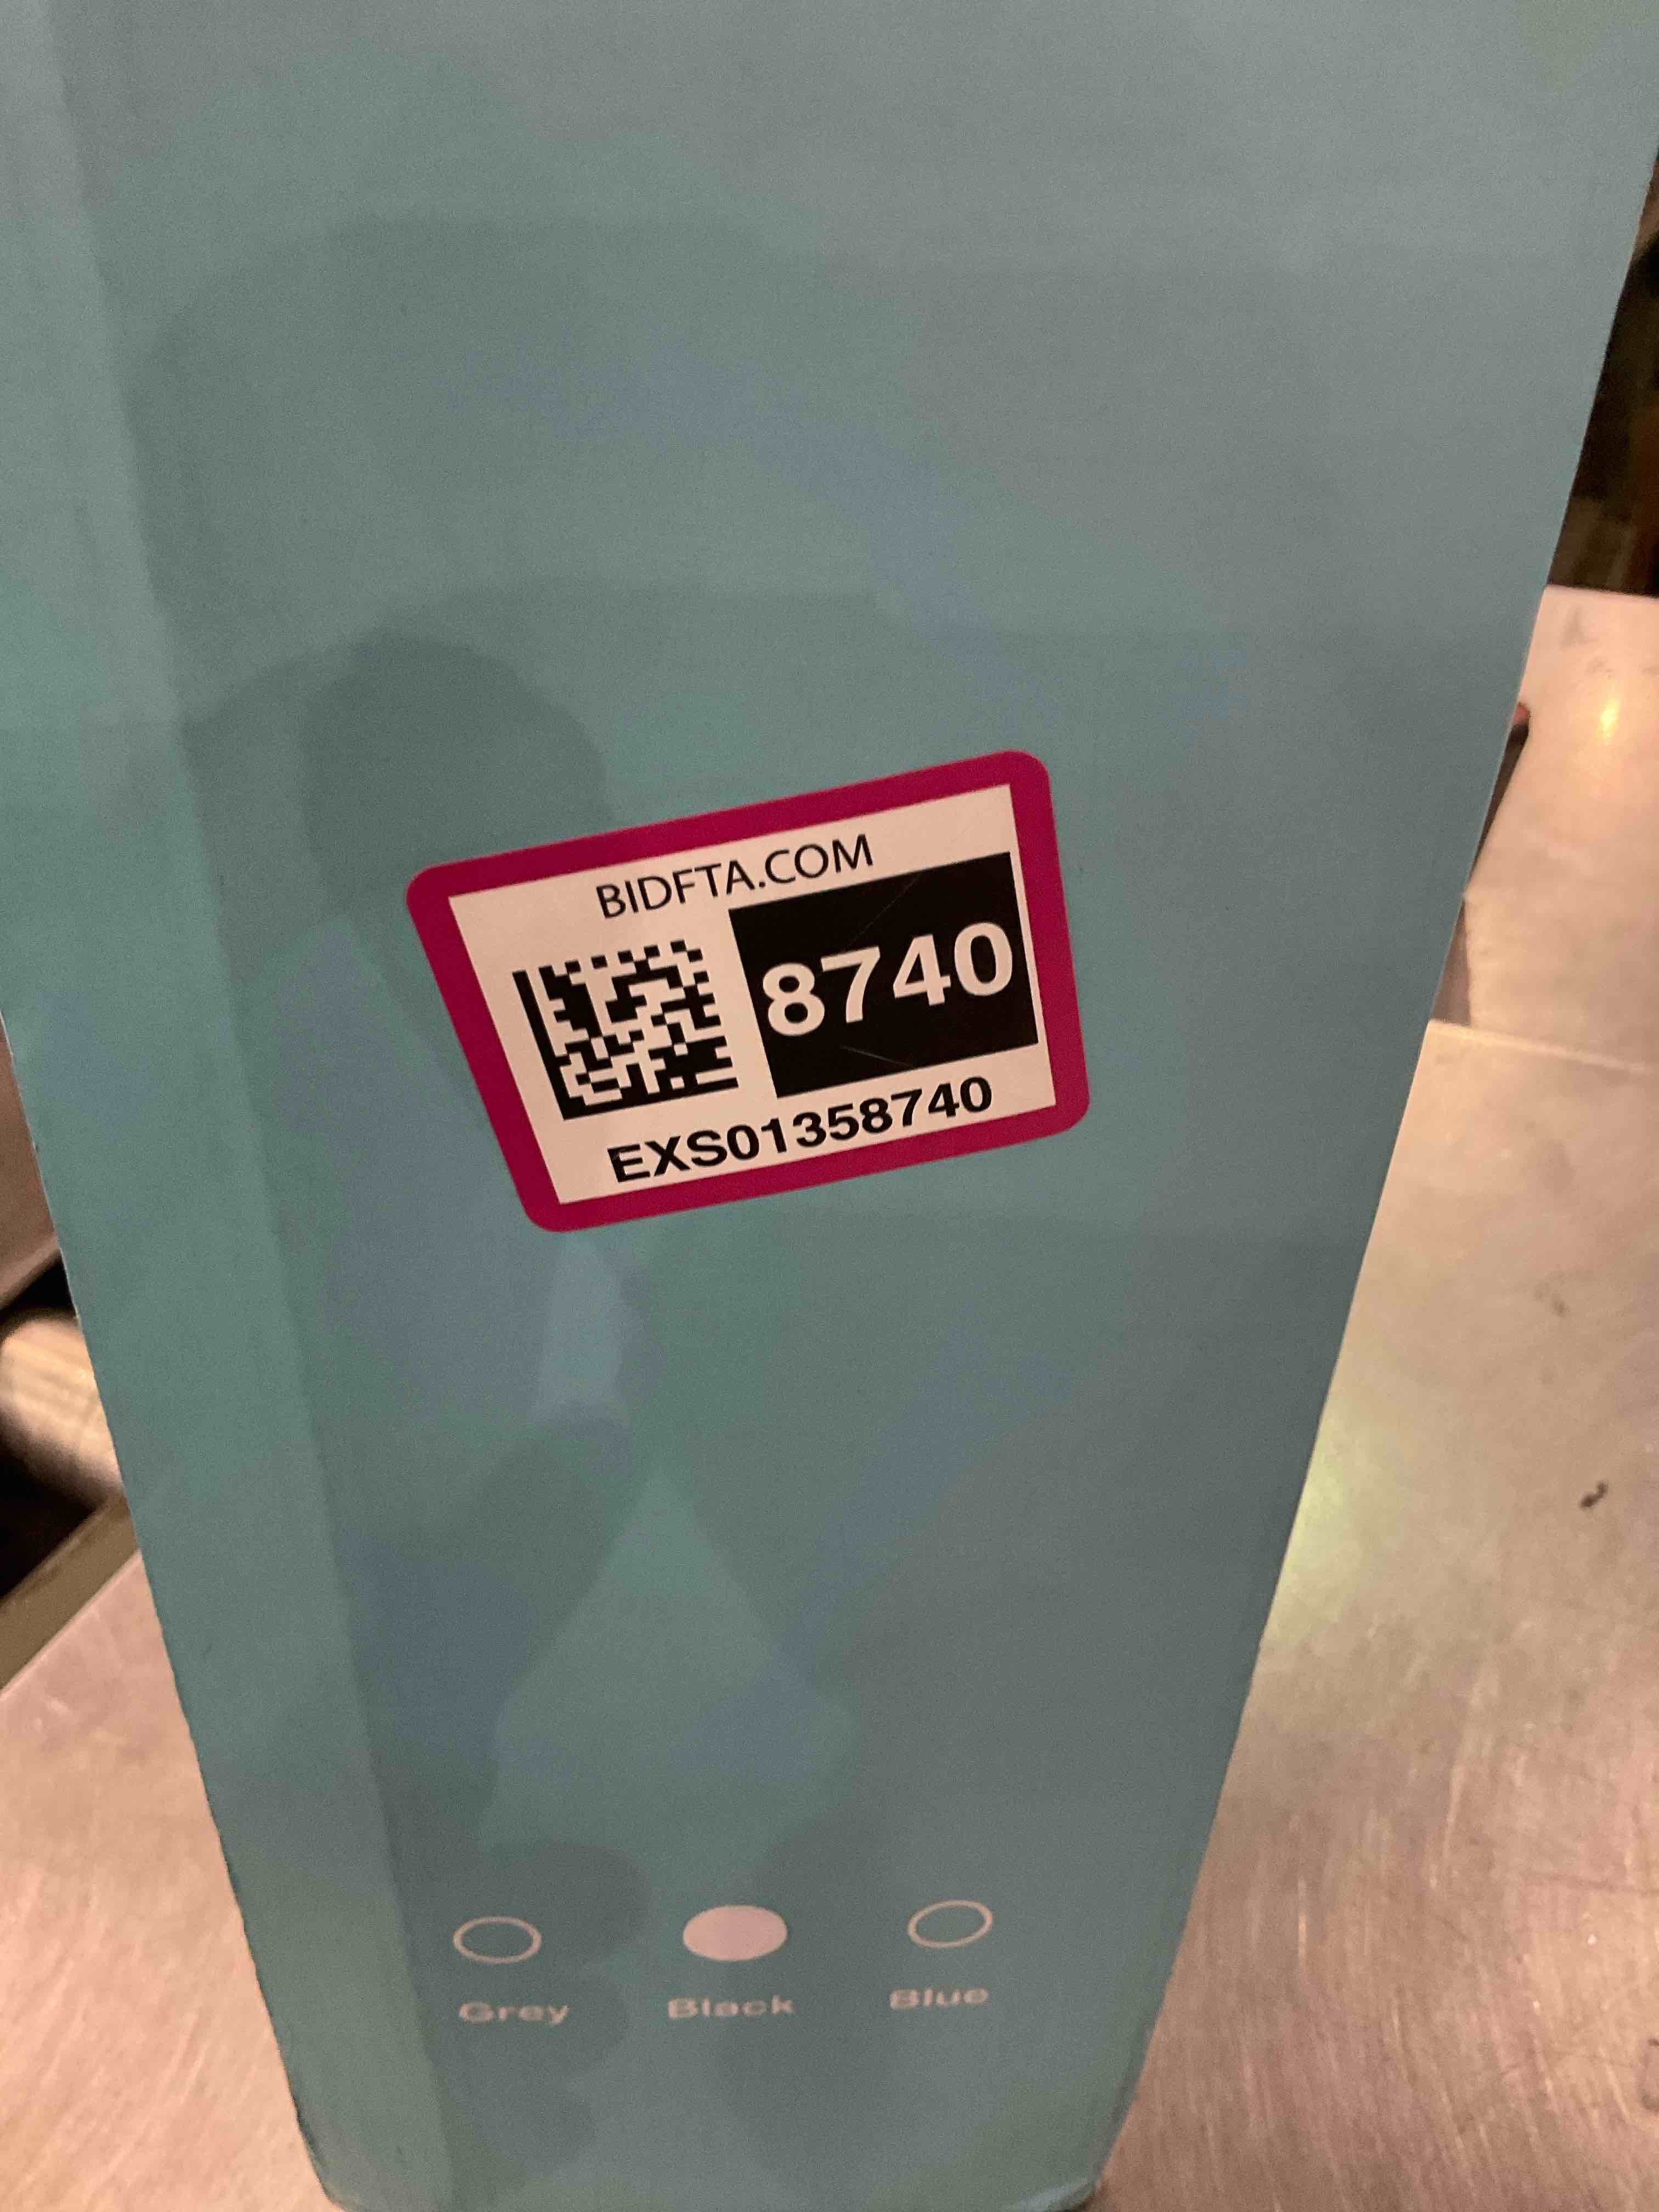 BIDFTA.COM
8740
EXS01358740
Grey Black Blue